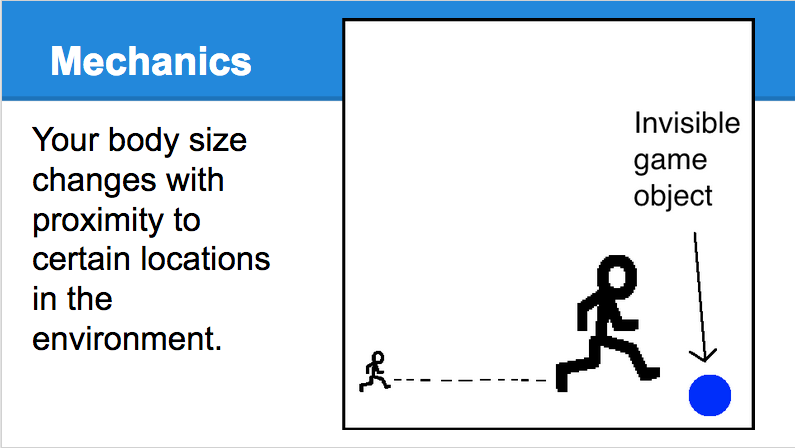 Mechanics
Your body size
changes with
proximity to
certain locations
in the
environment.
Invisible
game
object